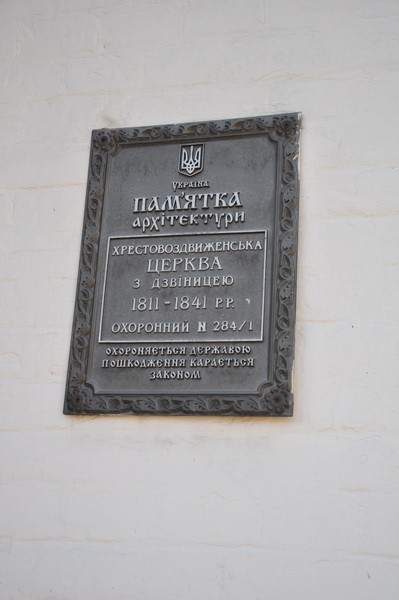 УКРАЇНА
ПАМ'ЯТКА
АРХІТЕКТУРИ
ХРЕСТОВОЗДВИЖЕНСЬКА
ЦЕРКВА
З ДЗВІНИЦЕЮ
1811-1841 Р.Р.
ОХОРОННИЙ N 284/1
ОХОРОНЯЄТЬСЯ ДЕРЖАВОЮ
ПОШКОДЖЕННЯ КАРАЄТЬСЯ
ЗАКОНОМ